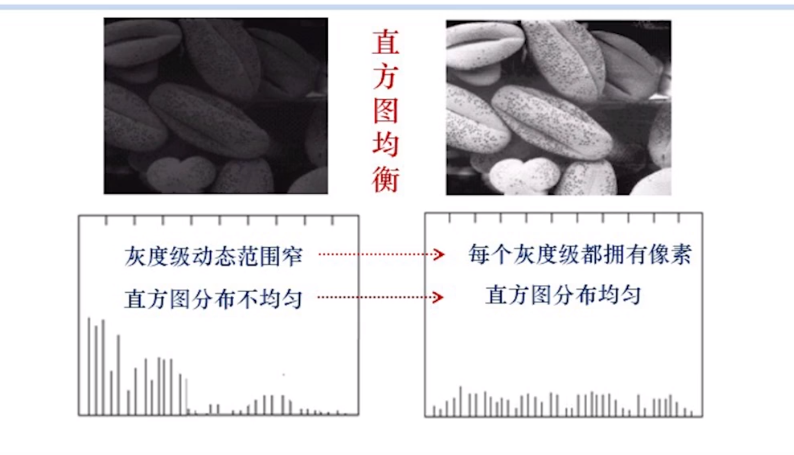 直方图均衡
灰度级动态范围窄
每个灰度级都拥有像素
直方图分布不均匀
直方图分布均匀